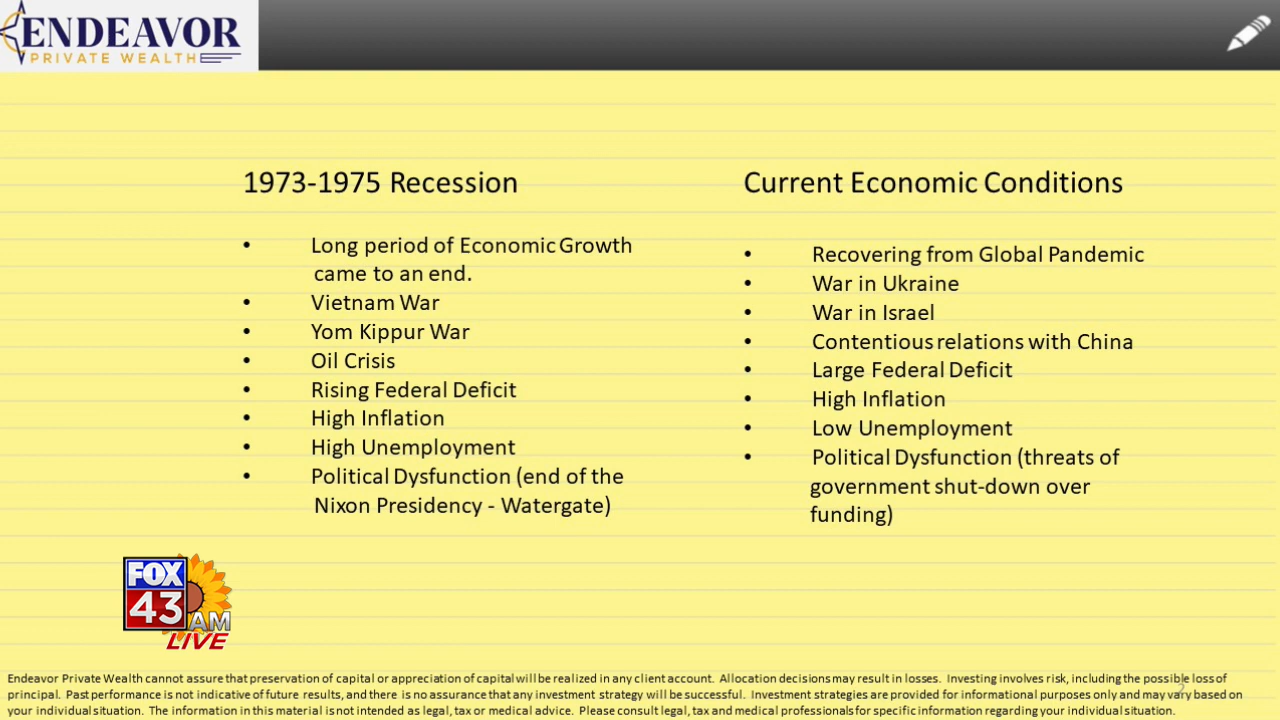 ENDEAVOR
PRIVATE WEALTH
1973-1975 Recession
• Long period of Economic Growth
came to an end.
• Vietnam War
• Yom Kippur War
• Oil Crisis
• Rising Federal Deficit
• High Inflation
• High Unemployment
• Political Dysfunction (end of the
Nixon Presidency - Watergate)
Current Economic Conditions
• Recovering from Global Pandemic
• War in Ukraine
• War in Israel
• Contentious relations with China
• Large Federal Deficit
• High Inflation
• Low Unemployment
• Political Dysfunction (threats of
government shut-down over
funding)
FOX
43
AM
LIVE
Endeavor Private Wealth cannot assure that preservation of capital or appreciation of capital will be realized in any client account. Allocation decisions may result in losses. Investing involves risk, including the possible loss of
principal. Past performance is not indicative of future results, and there is no assurance that any investment strategy will be successful. Investment strategies are provided for informational purposes only and may vary based on
your individual situation. The information in this material is not intended as legal, tax or medical advice. Please consult legal, tax and medical professionals for specific information regarding your individual situation.